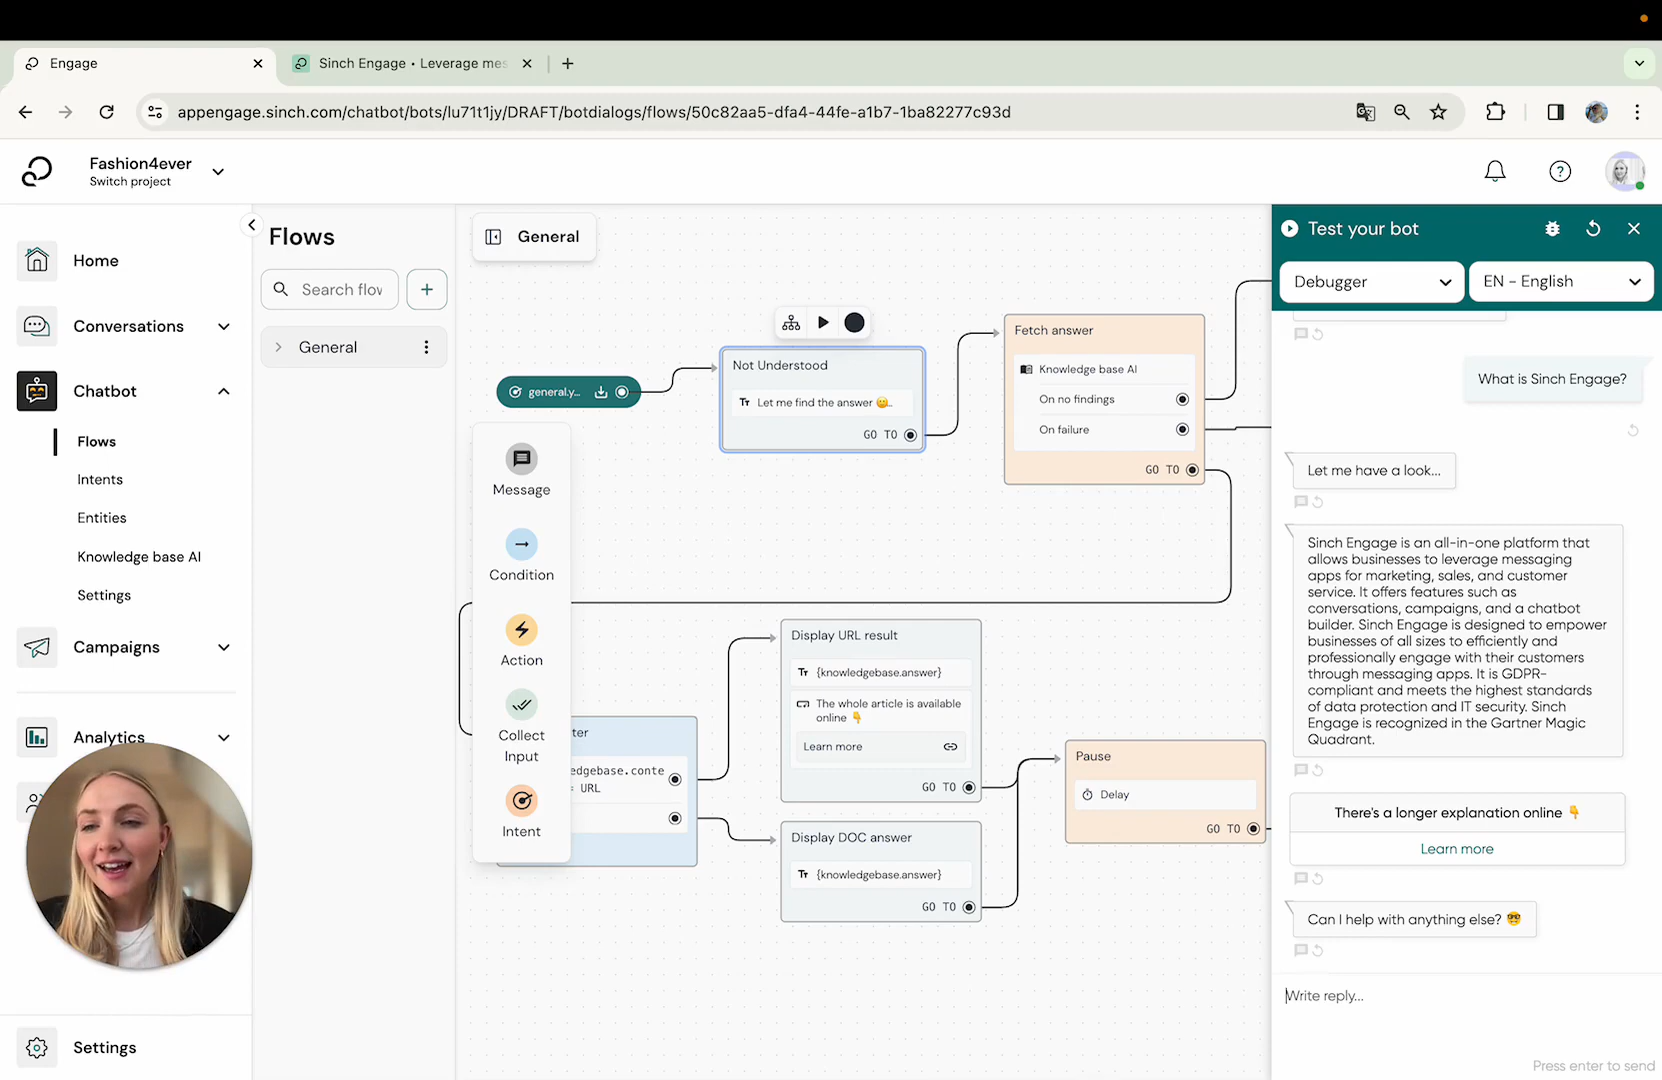 Engage
Sinch Engage • Leverage mes
appengage.sinch.com/chatbot/bots/lu71t1jy/DRAFT/botdialogs/flows/50c82aa5-dfa4-44fe-a1b7-1ba82277c93d
Fashion4ever
Switch project
Home
Conversations
Chatbot
Flows
Intents
Entities
Knowledge base AI
Settings
Campaigns
Analytics
Settings
Flows
Search flow
General
General
general.y...
Not Understood
Let me find the answer 🤓...
GO TO
Fetch answer
Knowledge base AI
On no findings
On failure
GO TO
Message
Condition
Action
Collect
Input
Intent
ter
edgebase.conte
= URL
Display URL result
{knowledgebase.answer}
The whole article is available
online 👇
Learn more
GO TO
Display DOC answer
{knowledgebase.answer}
GO TO
Pause
Delay
GO TO
Test your bot
Debugger
EN - English
What is Sinch Engage?
Let me have a look...
Sinch Engage is an all-in-one platform that
allows businesses to leverage messaging
apps for marketing, sales, and customer
service. It offers features such as
conversations, campaigns, and a chatbot
builder. Sinch Engage is designed to empower
businesses of all sizes to efficiently and
professionally engage with their customers
through messaging apps. It is GDPR-
compliant and meets the highest standards
of data protection and IT security. Sinch
Engage is recognized in the Gartner Magic
Quadrant.
There's a longer explanation online 👇
Learn more
Can I help with anything else? 🤓
Write reply...
Press enter to send